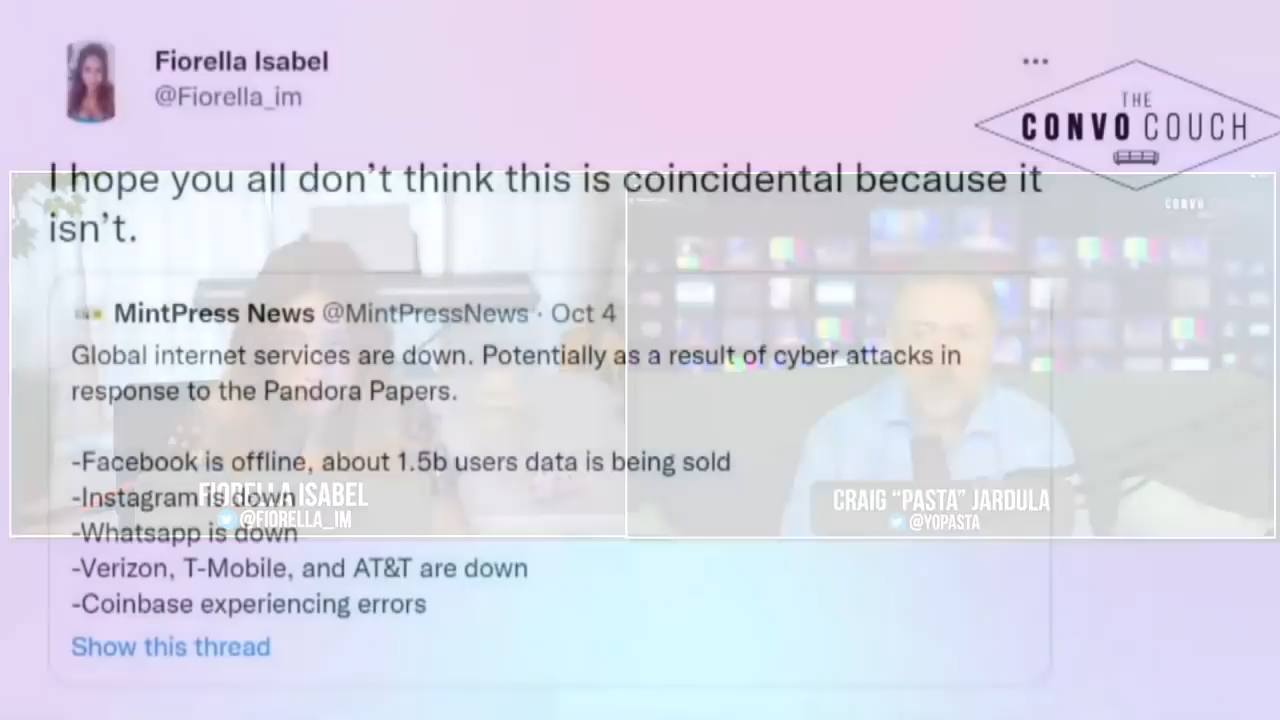 Fiorella Isabel
@Fiorella_im
THE
CONVO COUCH
I hope you all don’t think this is coincidental because it
isn’t.
CONVO
MintPress News @MintPressNews · Oct 4
Global internet services are down. Potentially as a result of cyber attacks in
response to the Pandora Papers.
-Facebook is offline, about 1.5b users data is being sold
-Instagram is down
-Whatsapp is down
-Verizon, T-Mobile, and AT&T are down
-Coinbase experiencing errors
Show this thread
FIORELLA ISABEL
@FIORELLA_IM
CRAIG “PASTA” JARDULA
@YOPASTA